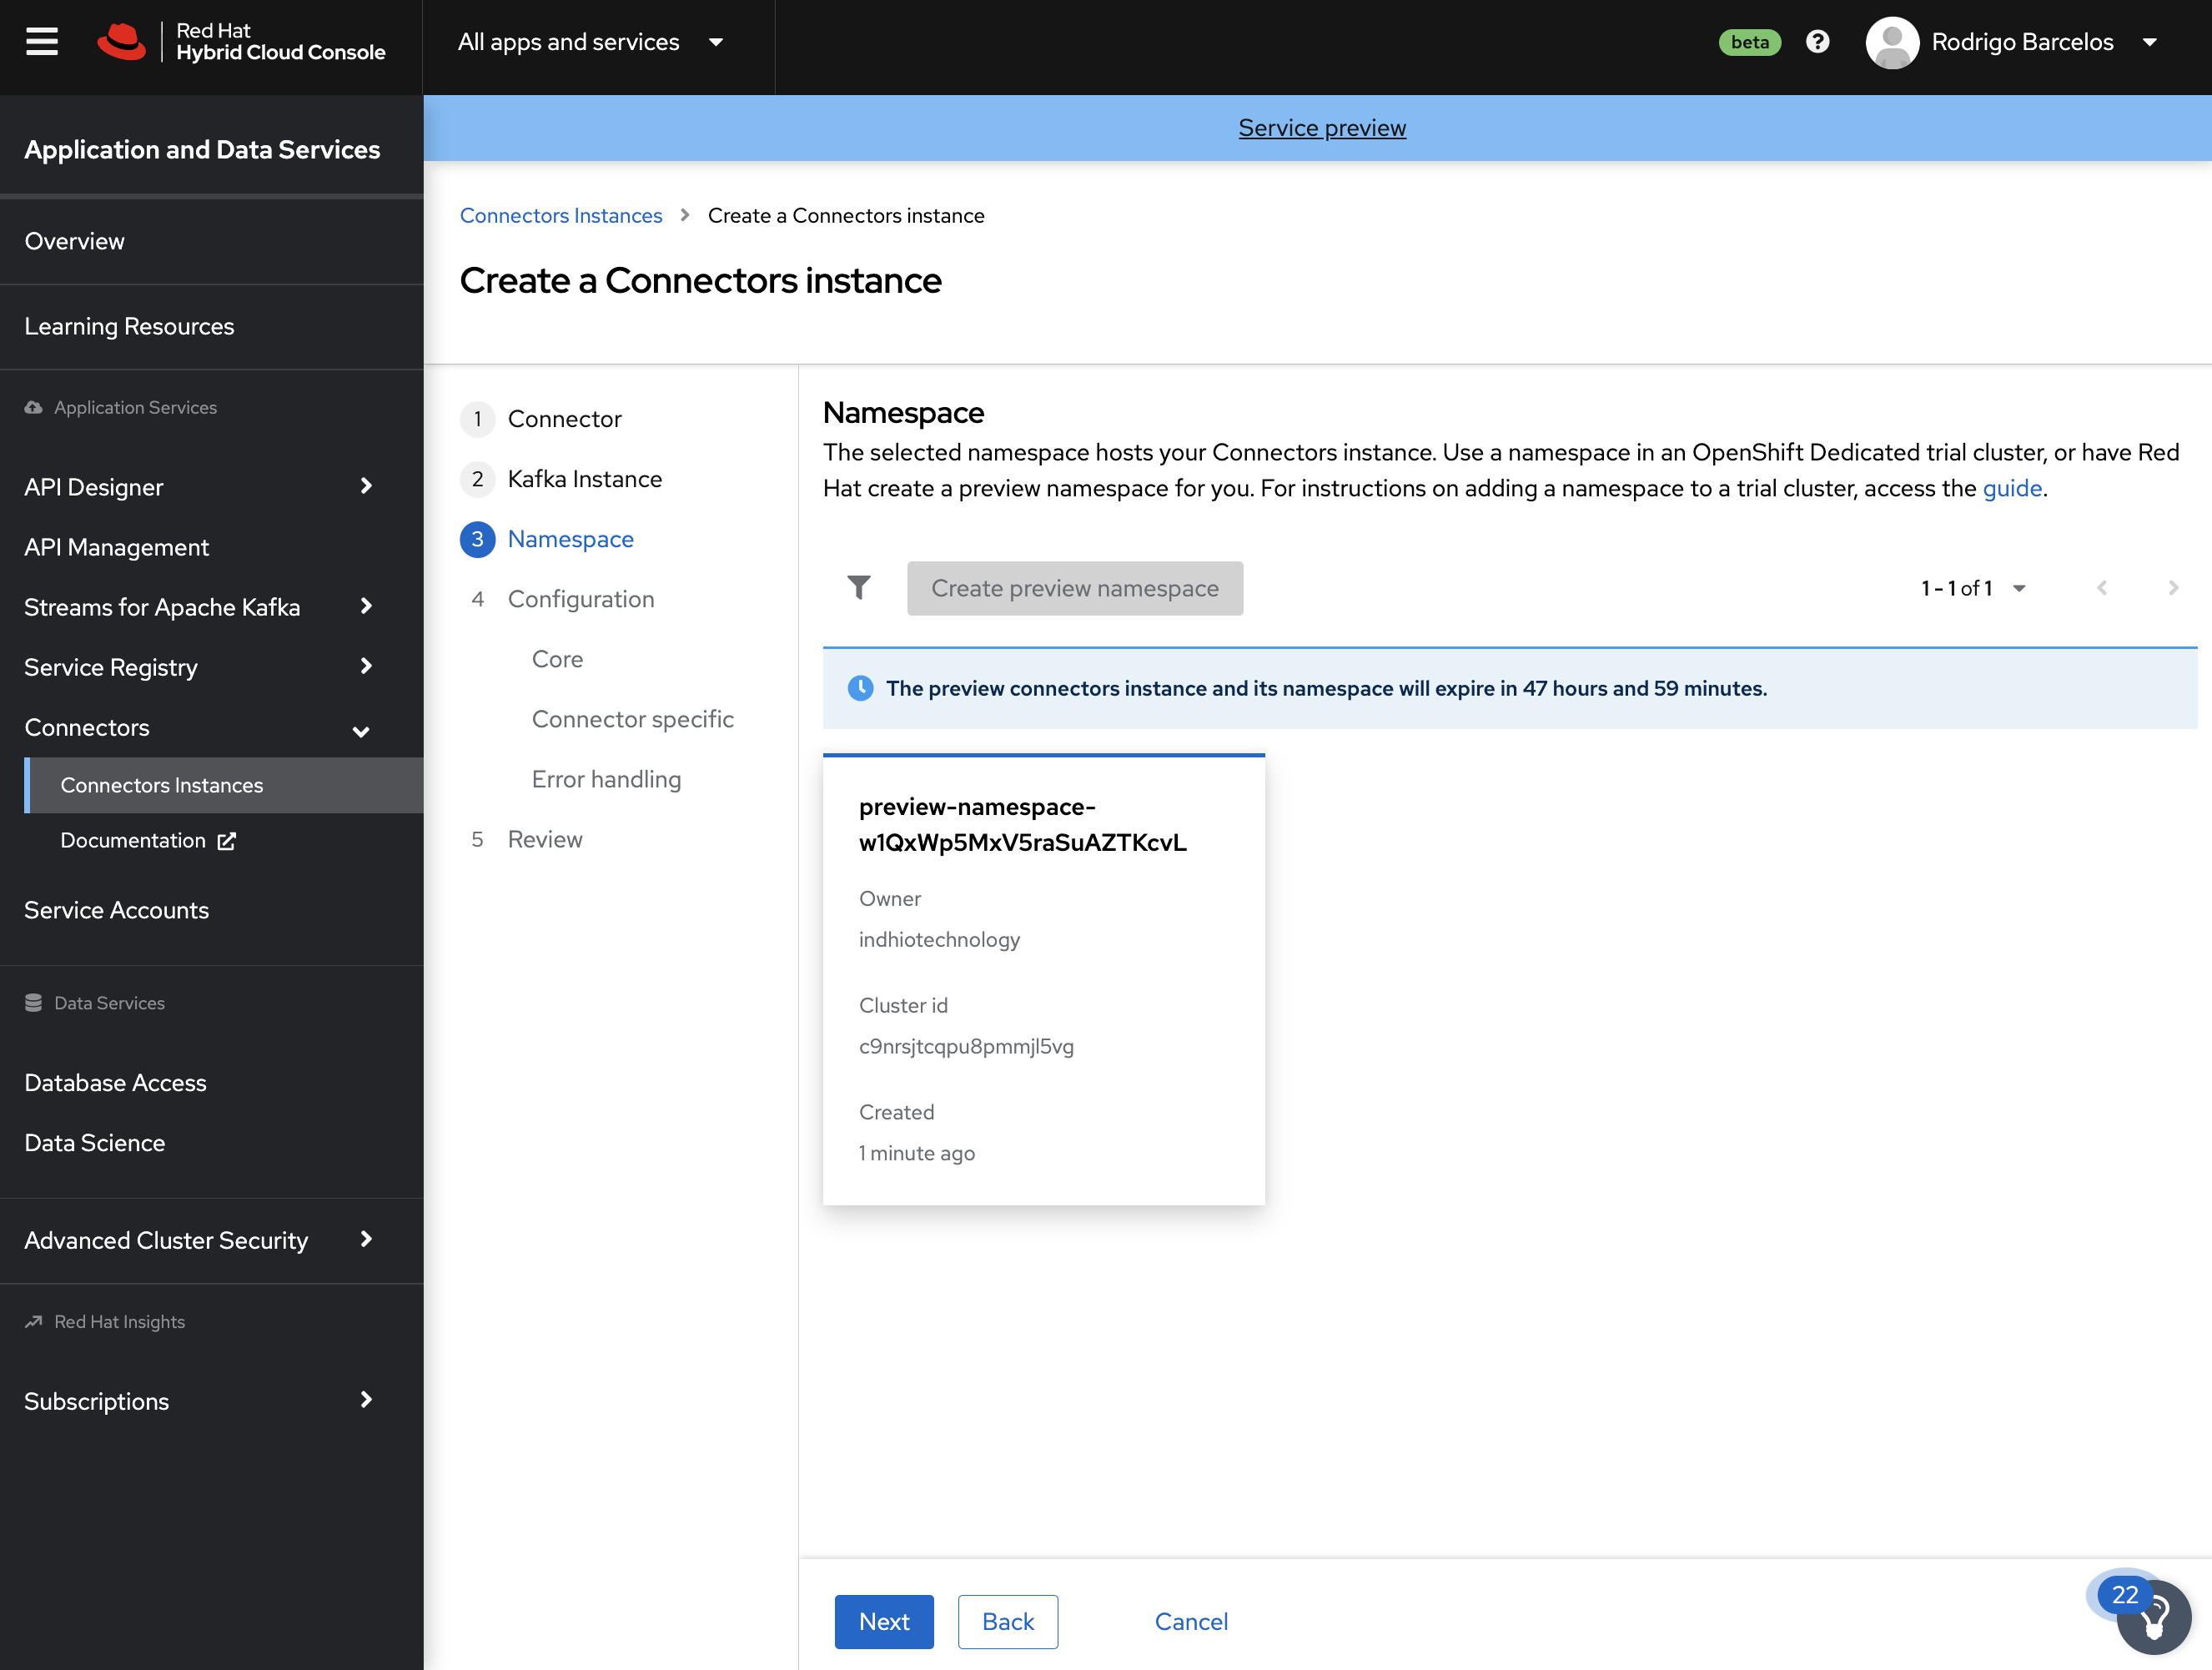 Red Hat
Hybrid Cloud Console
All apps and services
beta
Rodrigo Barcelos
Application and Data Services
Overview
Learning Resources
Application Services
API Designer
API Management
Streams for Apache Kafka
Service Registry
Connectors
Connectors Instances
Documentation
Service Accounts
Data Services
Database Access
Data Science
Advanced Cluster Security
Red Hat Insights
Subscriptions
Service preview
Connectors Instances > Create a Connectors instance
Create a Connectors instance
1 Connector
2 Kafka Instance
3 Namespace
4 Configuration
Core
Connector specific
Error handling
5 Review
Namespace
The selected namespace hosts your Connectors instance. Use a namespace in an OpenShift Dedicated trial cluster, or have Red
Hat create a preview namespace for you. For instructions on adding a namespace to a trial cluster, access the guide.
Create preview namespace
1 - 1 of 1
The preview connectors instance and its namespace will expire in 47 hours and 59 minutes.
preview-namespace-
w1QxWp5MxV5raSuAZTKcvL
Owner
indhiotechnology
Cluster id
c9nrsjtcqpu8pmmjl5vg
Created
1 minute ago
Next
Back
Cancel
22